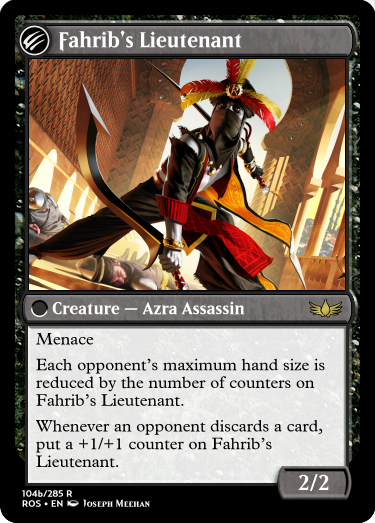 Fahrib's Lieutenant
Creature — Azra Assassin
Menace
Each opponent's maximum hand size is
reduced by the number of counters on
Fahrib's Lieutenant.
Whenever an opponent discards a card,
put a +1/+1 counter on Fahrib's
Lieutenant.
2/2
104b/285 R
ROS • EN Joseph Meehan